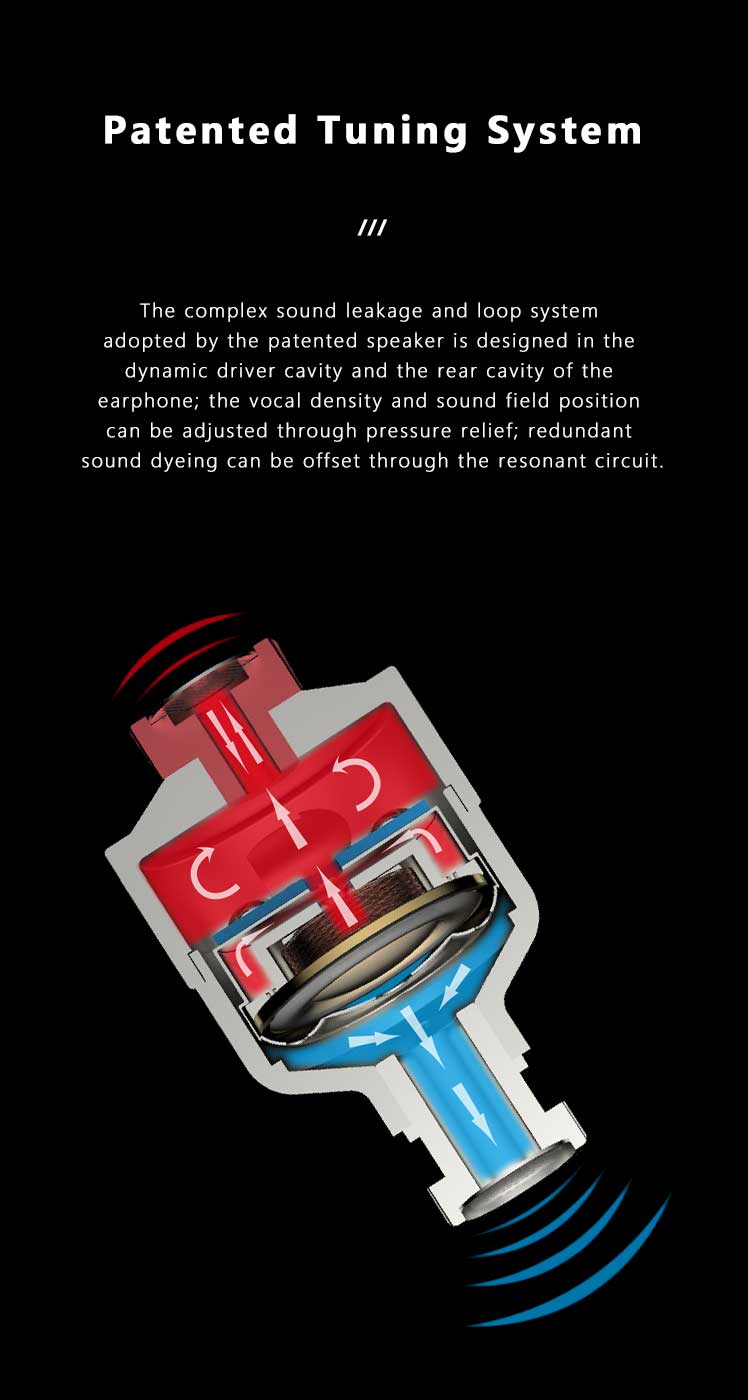 Patented Tuning System
///
The complex sound leakage and loop system
adopted by the patented speaker is designed in the
dynamic driver cavity and the rear cavity of the
earphone; the vocal density and sound field position
can be adjusted through pressure relief; redundant
sound dyeing can be offset through the resonant circuit.